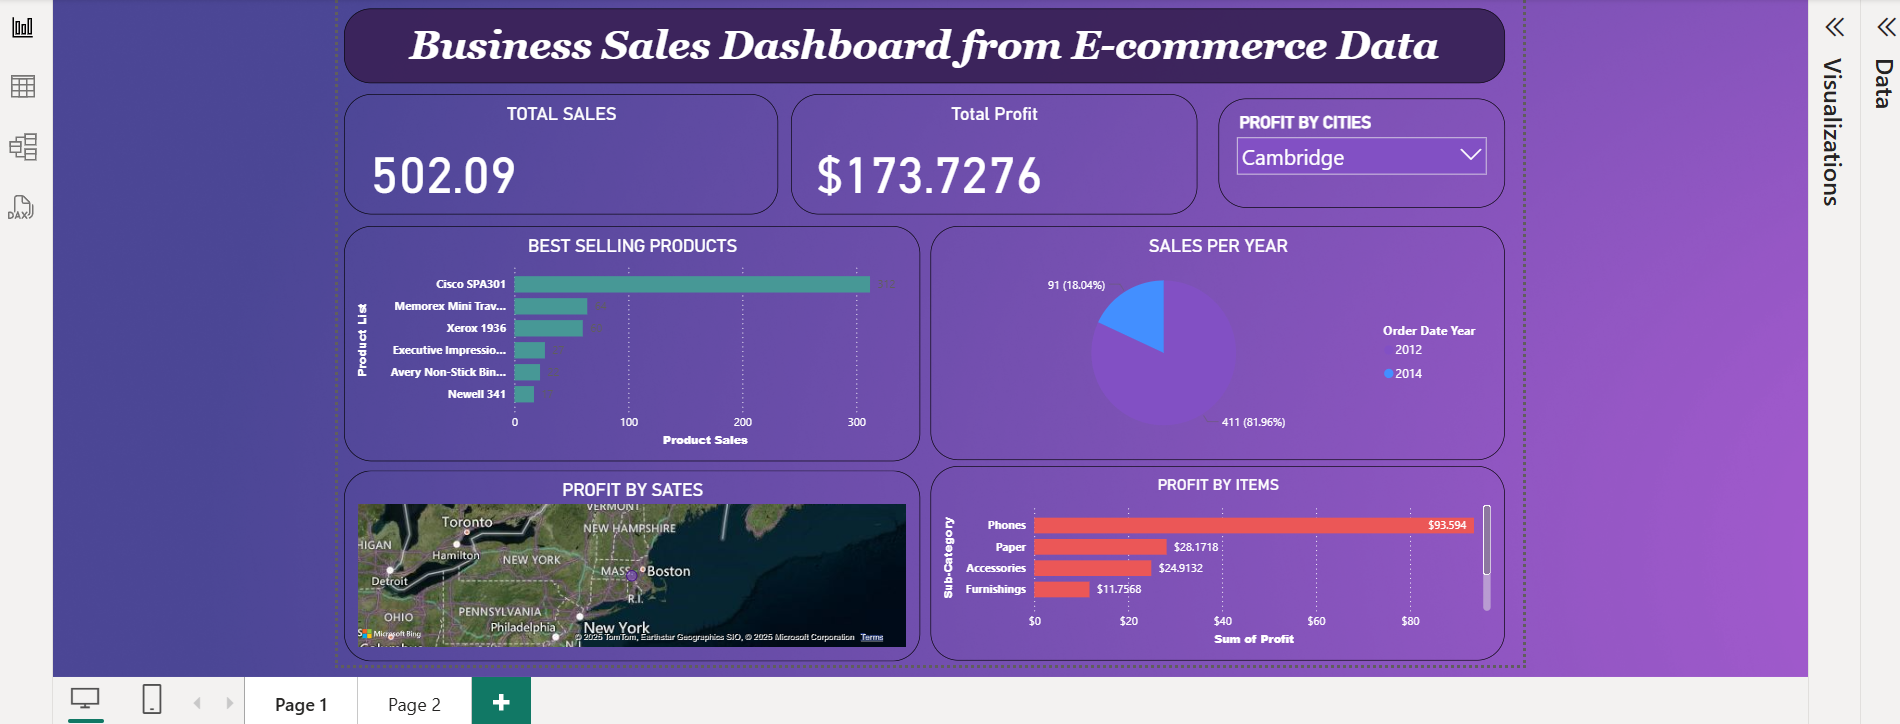 Business Sales Dashboard from E-commerce Data
TOTAL SALES
502.09
Total Profit
$173.7276
PROFIT BY CITIES
Cambridge
BEST SELLING PRODUCTS
Product List
Cisco SPA301
Memorex Mini Trav...
Xerox 1936
Executive Impressio...
Avery Non-Stick Bin...
Newell 341
0 100 200 300
Product Sales
SALES PER YEAR
91 (18.04%)
411 (81.96%)
Order Date Year
2012
2014
PROFIT BY SATES
Toronto
VERMONT
NEW HAMPSHIRE
HIGAN
Hamilton
NEW YORK
MASS
Boston
Detroit
R.I.
OHIO
PENNSYLVANIA
Philadelphia
New York
Microsoft Bing
© 2025 TomTom, Earthstar Geographics SIO, © 2025 Microsoft Corporation Terms
N.J
PROFIT BY ITEMS
Sub-Category
Phones $93.594
Paper $28.1718
Accessories $24.9132
Furnishings $11.7568
$0 $20 $40 $60 $80
Sum of Profit
Visualizations
Data
DAX
Page 1
Page 2